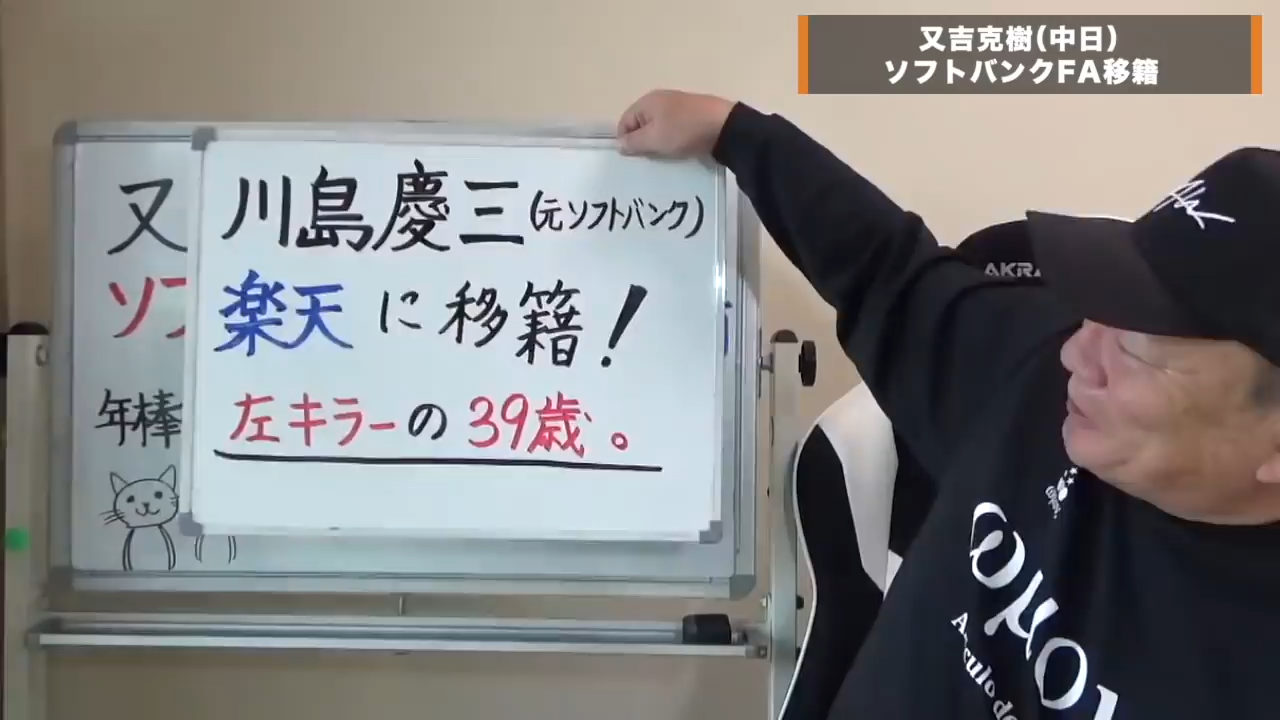 又吉克樹(中日)
ソフトバンクFA移籍
川島慶三(元ソフトバンク)
楽天に移籍!
左キラーの39歳。
又
ソフ
年棒
AKRA